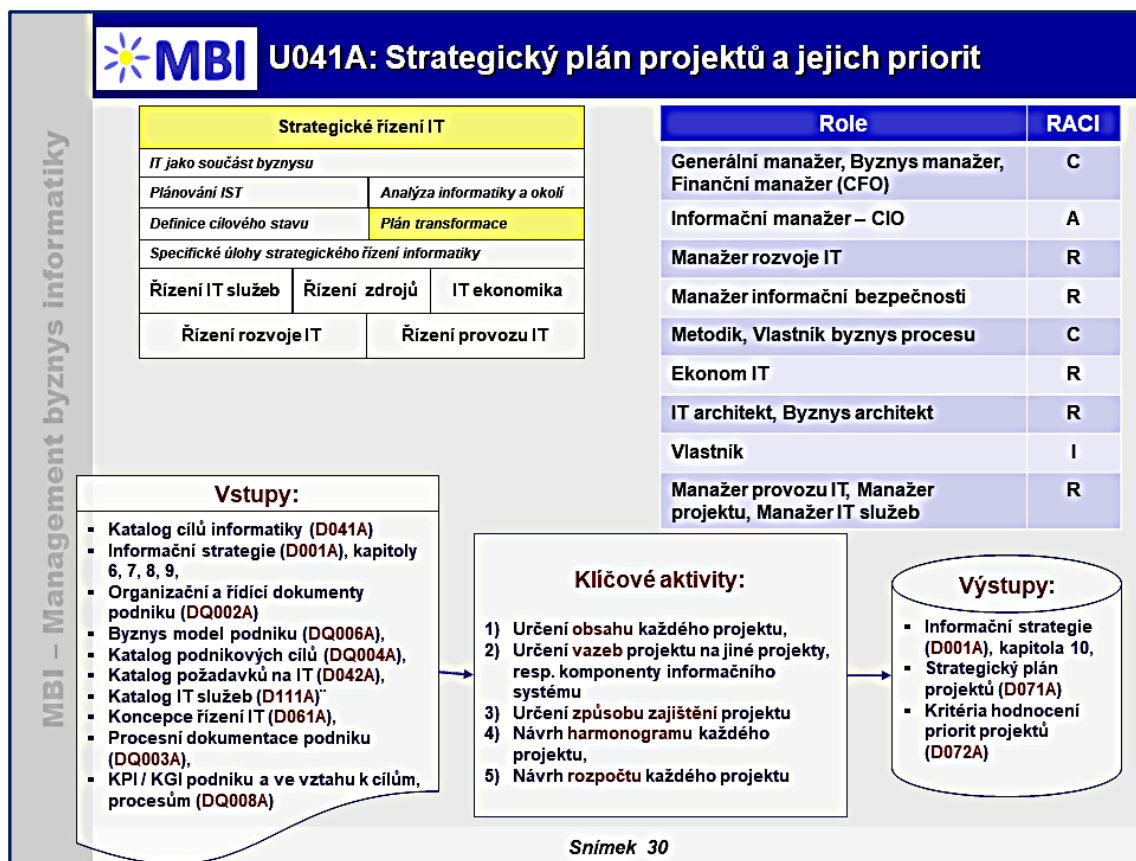 MBI
U041A: Strategický plán projektů a jejich priorit
MBI – Management byznys informatiky
Strategické řízení IT
IT jako součást byznysu
Plánování IST
Analýza informatiky a okolí
Definice cílového stavu
Plán transformace
Specifické úlohy strategického řízení informatiky
Řízení IT služeb
Řízení zdrojů
IT ekonomika
Řízení rozvoje IT
Řízení provozu IT
Role RACI
Generální manažer, Byznys manažer, C
Finanční manažer (CFO)
Informační manažer – CIO A
Manažer rozvoje IT R
Manažer informační bezpečnosti R
Metodik, Vlastník byznys procesu C
Ekonom IT R
IT architekt, Byznys architekt R
Vlastník I
Manažer provozu IT, Manažer R
projektu, Manažer IT služeb
Vstupy:
▪ Katalog cílů informatiky (D041A)
▪ Informační strategie (D001A), kapitoly
6, 7, 8, 9,
▪ Organizační a řídící dokumenty
podniku (DQ002A)
▪ Byznys model podniku (DQ006A),
▪ Katalog podnikových cílů (DQ004A),
▪ Katalog požadavků na IT (D042A),
▪ Katalog IT služeb (D111A)¨
▪ Koncepce řízení IT (D061A),
▪ Procesní dokumentace podniku
(DQ003A),
▪ KPI / KGI podniku a ve vztahu k cílům,
procesům (DQ008A)
Klíčové aktivity:
1) Určení obsahu každého projektu,
2) Určení vazeb projektu na jiné projekty,
resp. komponenty informačního
systému
3) Určení způsobu zajištění projektu
4) Návrh harmonogramu každého
projektu,
5) Návrh rozpočtu každého projektu
Výstupy:
▪ Informační strategie
(D001A), kapitola 10,
▪ Strategický plán
projektů (D071A)
▪ Kritéria hodnocení
priorit projektů
(D072A)
Snímek 30